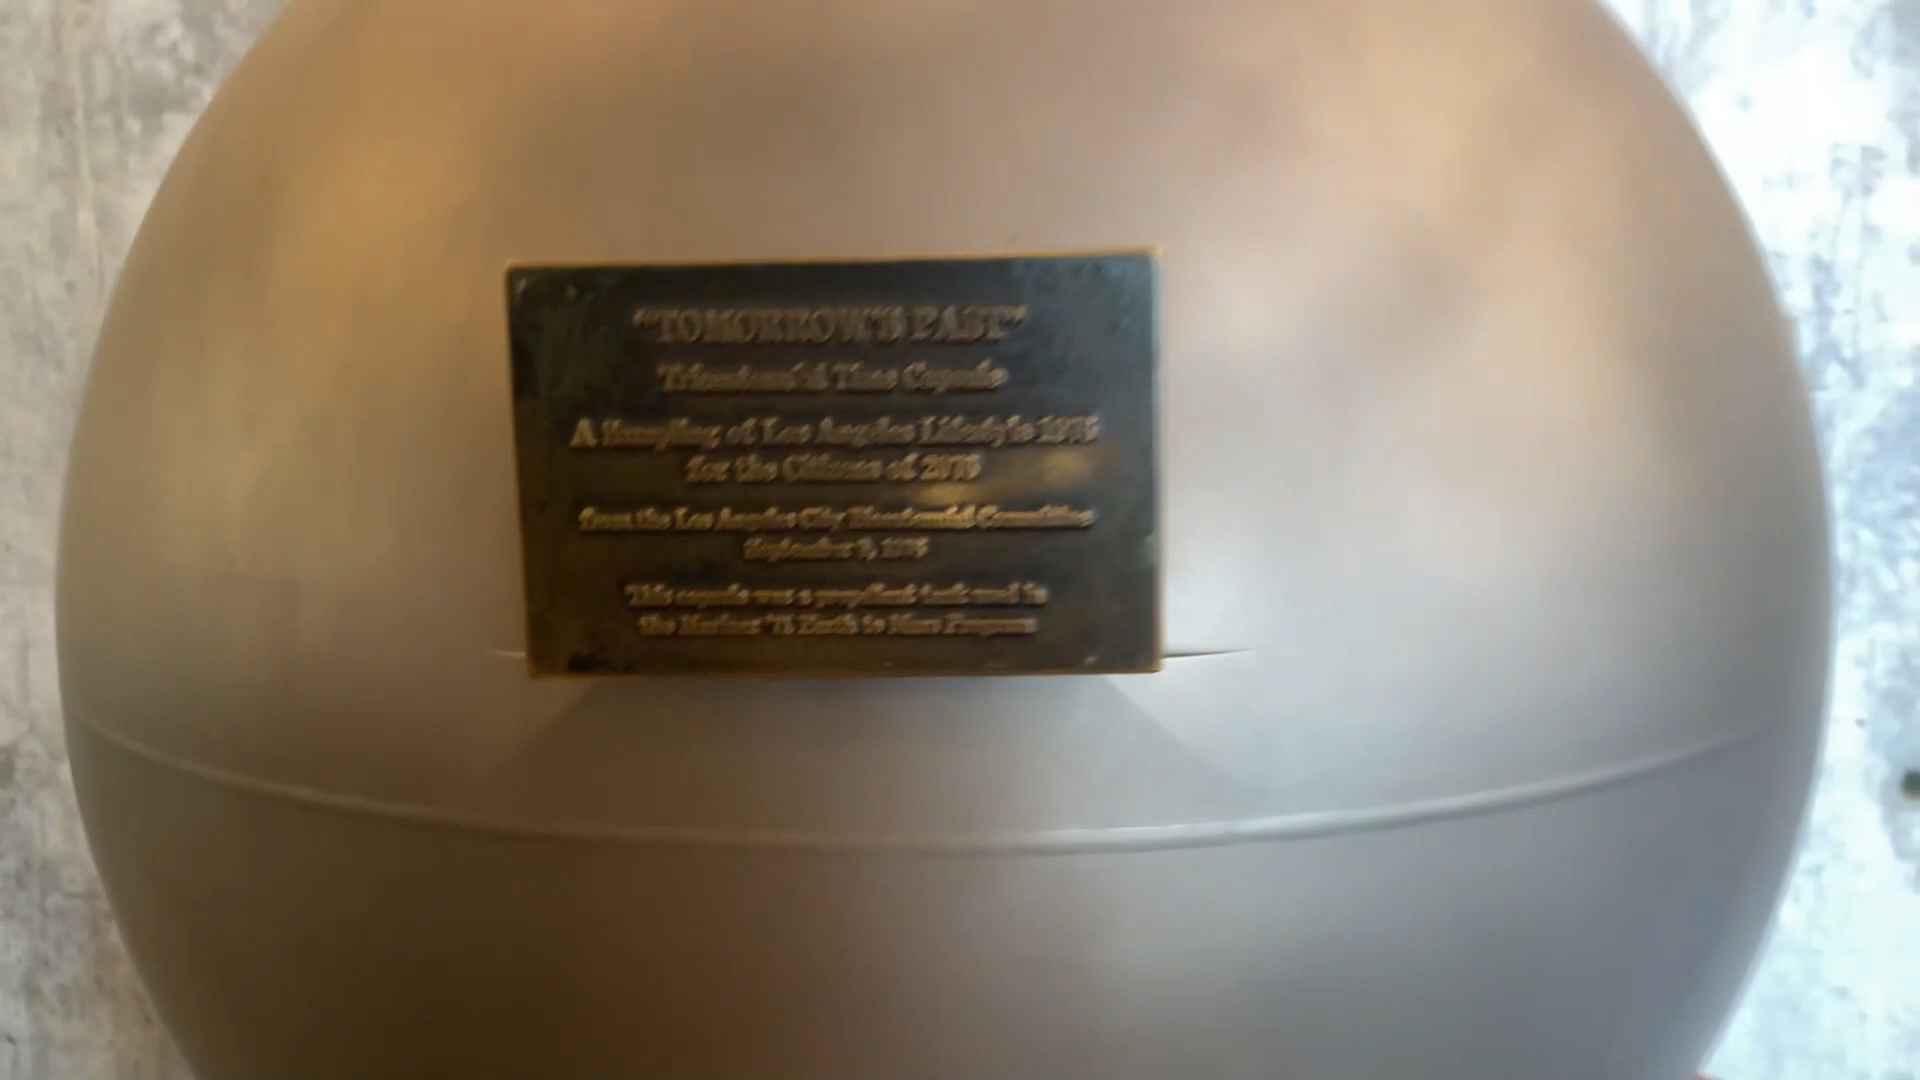 "TOMORROW'S PAST"
Tricentennial Time Capsule
A Sampling of Los Angeles Lifestyle 1976
for the Citizens of 2076
from the Los Angeles City Bicentennial Committee
September 9, 1976
This capsule was a propellant tank used in
the Mariner '71 Earth to Mars Program